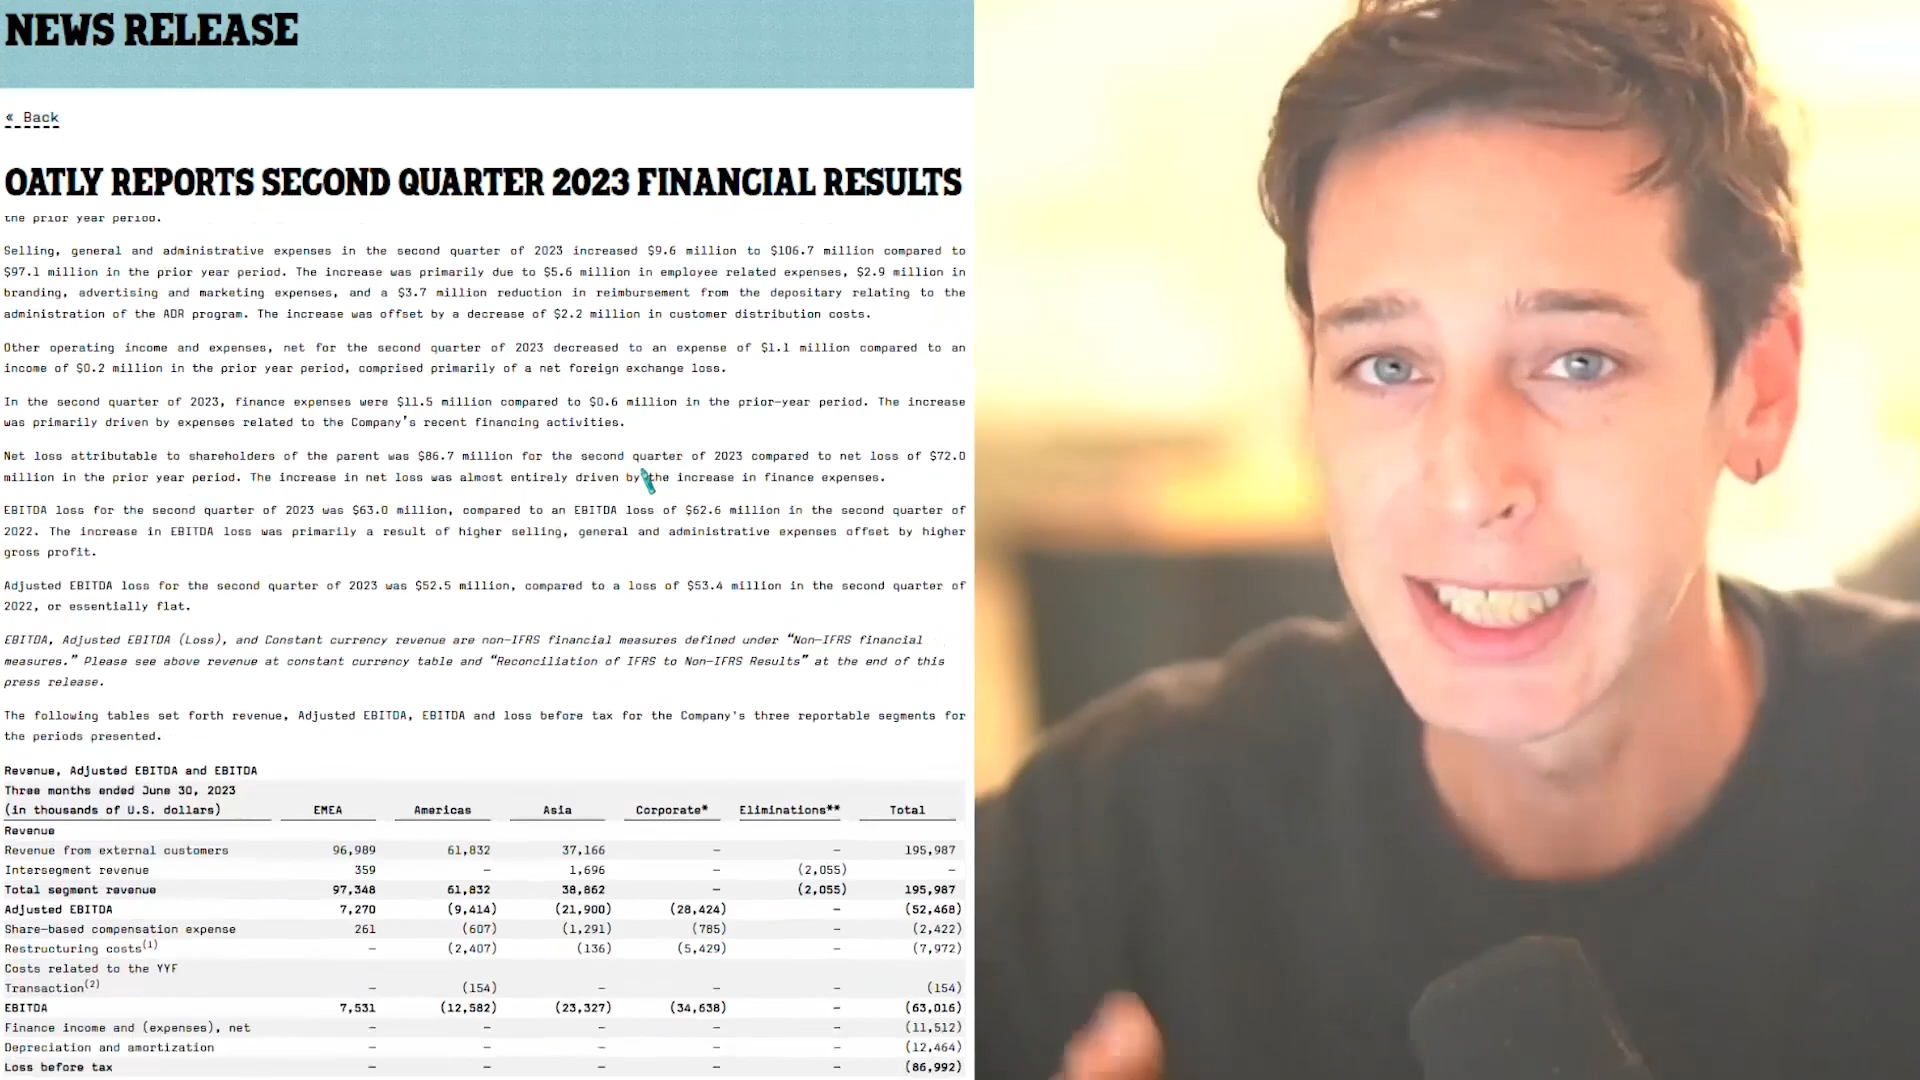 NEWS RELEASE
« Back
OATLY REPORTS SECOND QUARTER 2023 FINANCIAL RESULTS
the prior year period.
Selling, general and administrative expenses in the second quarter of 2023 increased $9.6 million to $106.7 million compared to
$97.1 million in the prior year period. The increase was primarily due to $5.6 million in employee related expenses, $2.9 million in
branding, advertising and marketing expenses, and a $3.7 million reduction in reimbursement from the depositary relating to the
administration of the ADR program. The increase was offset by a decrease of $2.2 million in customer distribution costs.
Other operating income and expenses, net for the second quarter of 2023 decreased to an expense of $1.1 million compared to an
income of $0.2 million in the prior year period, comprised primarily of a net foreign exchange loss.
In the second quarter of 2023, finance expenses were $11.5 million compared to $0.6 million in the prior-year period. The increase
was primarily driven by expenses related to the Company's recent financing activities.
Net loss attributable to shareholders of the parent was $86.7 million for the second quarter of 2023 compared to net loss of $72.0
million in the prior year period. The increase in net loss was almost entirely driven by the increase in finance expenses.
EBITDA loss for the second quarter of 2023 was $63.0 million, compared to an EBITDA loss of $62.6 million in the second quarter of
2022. The increase in EBITDA loss was primarily a result of higher selling, general and administrative expenses offset by higher
gross profit.
Adjusted EBITDA loss for the second quarter of 2023 was $52.5 million, compared to a loss of $53.4 million in the second quarter of
2022, or essentially flat.
EBITDA, Adjusted EBITDA (Loss), and Constant currency revenue are non-IFRS financial measures defined under “Non-IFRS financial
measures.” Please see above revenue at constant currency table and “Reconciliation of IFRS to Non-IFRS Results” at the end of this
press release.
The following tables set forth revenue, Adjusted EBITDA, EBITDA and loss before tax for the Company's three reportable segments for
the periods presented.
Revenue, Adjusted EBITDA and EBITDA
Three months ended June 30, 2023
(in thousands of U.S. dollars) EMEA Americas Asia Corporate* Eliminations** Total
Revenue
Revenue from external customers 96,989 61,832 37,166 – – 195,987
Intersegment revenue 359 – 1,696 – (2,055) –
Total segment revenue 97,348 61,832 38,862 – (2,055) 195,987
Adjusted EBITDA 7,270 (9,414) (21,900) (28,424) – (52,468)
Share-based compensation expense 261 (607) (1,291) (785) – (2,422)
Restructuring costs(1) – (2,407) (136) (5,429) – (7,972)
Costs related to the YYF
Transaction(2) – (154) – – – (154)
EBITDA 7,531 (12,582) (23,327) (34,638) – (63,016)
Finance income and (expenses), net – – – – – (11,512)
Depreciation and amortization – – – – – (12,464)
Loss before tax – – – – – (86,992)